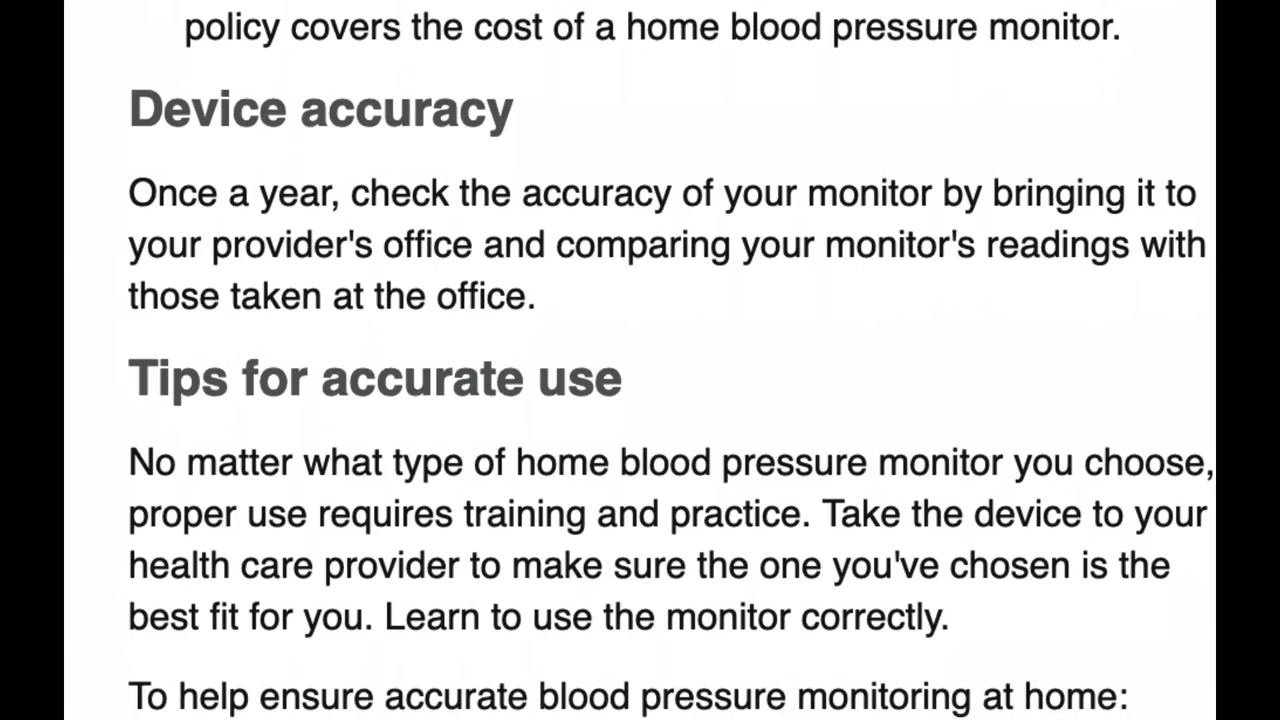 policy covers the cost of a home blood pressure monitor.
Device accuracy
Once a year, check the accuracy of your monitor by bringing it to
your provider's office and comparing your monitor's readings with
those taken at the office.
Tips for accurate use
No matter what type of home blood pressure monitor you choose,
proper use requires training and practice. Take the device to your
health care provider to make sure the one you've chosen is the
best fit for you. Learn to use the monitor correctly.
To help ensure accurate blood pressure monitoring at home: